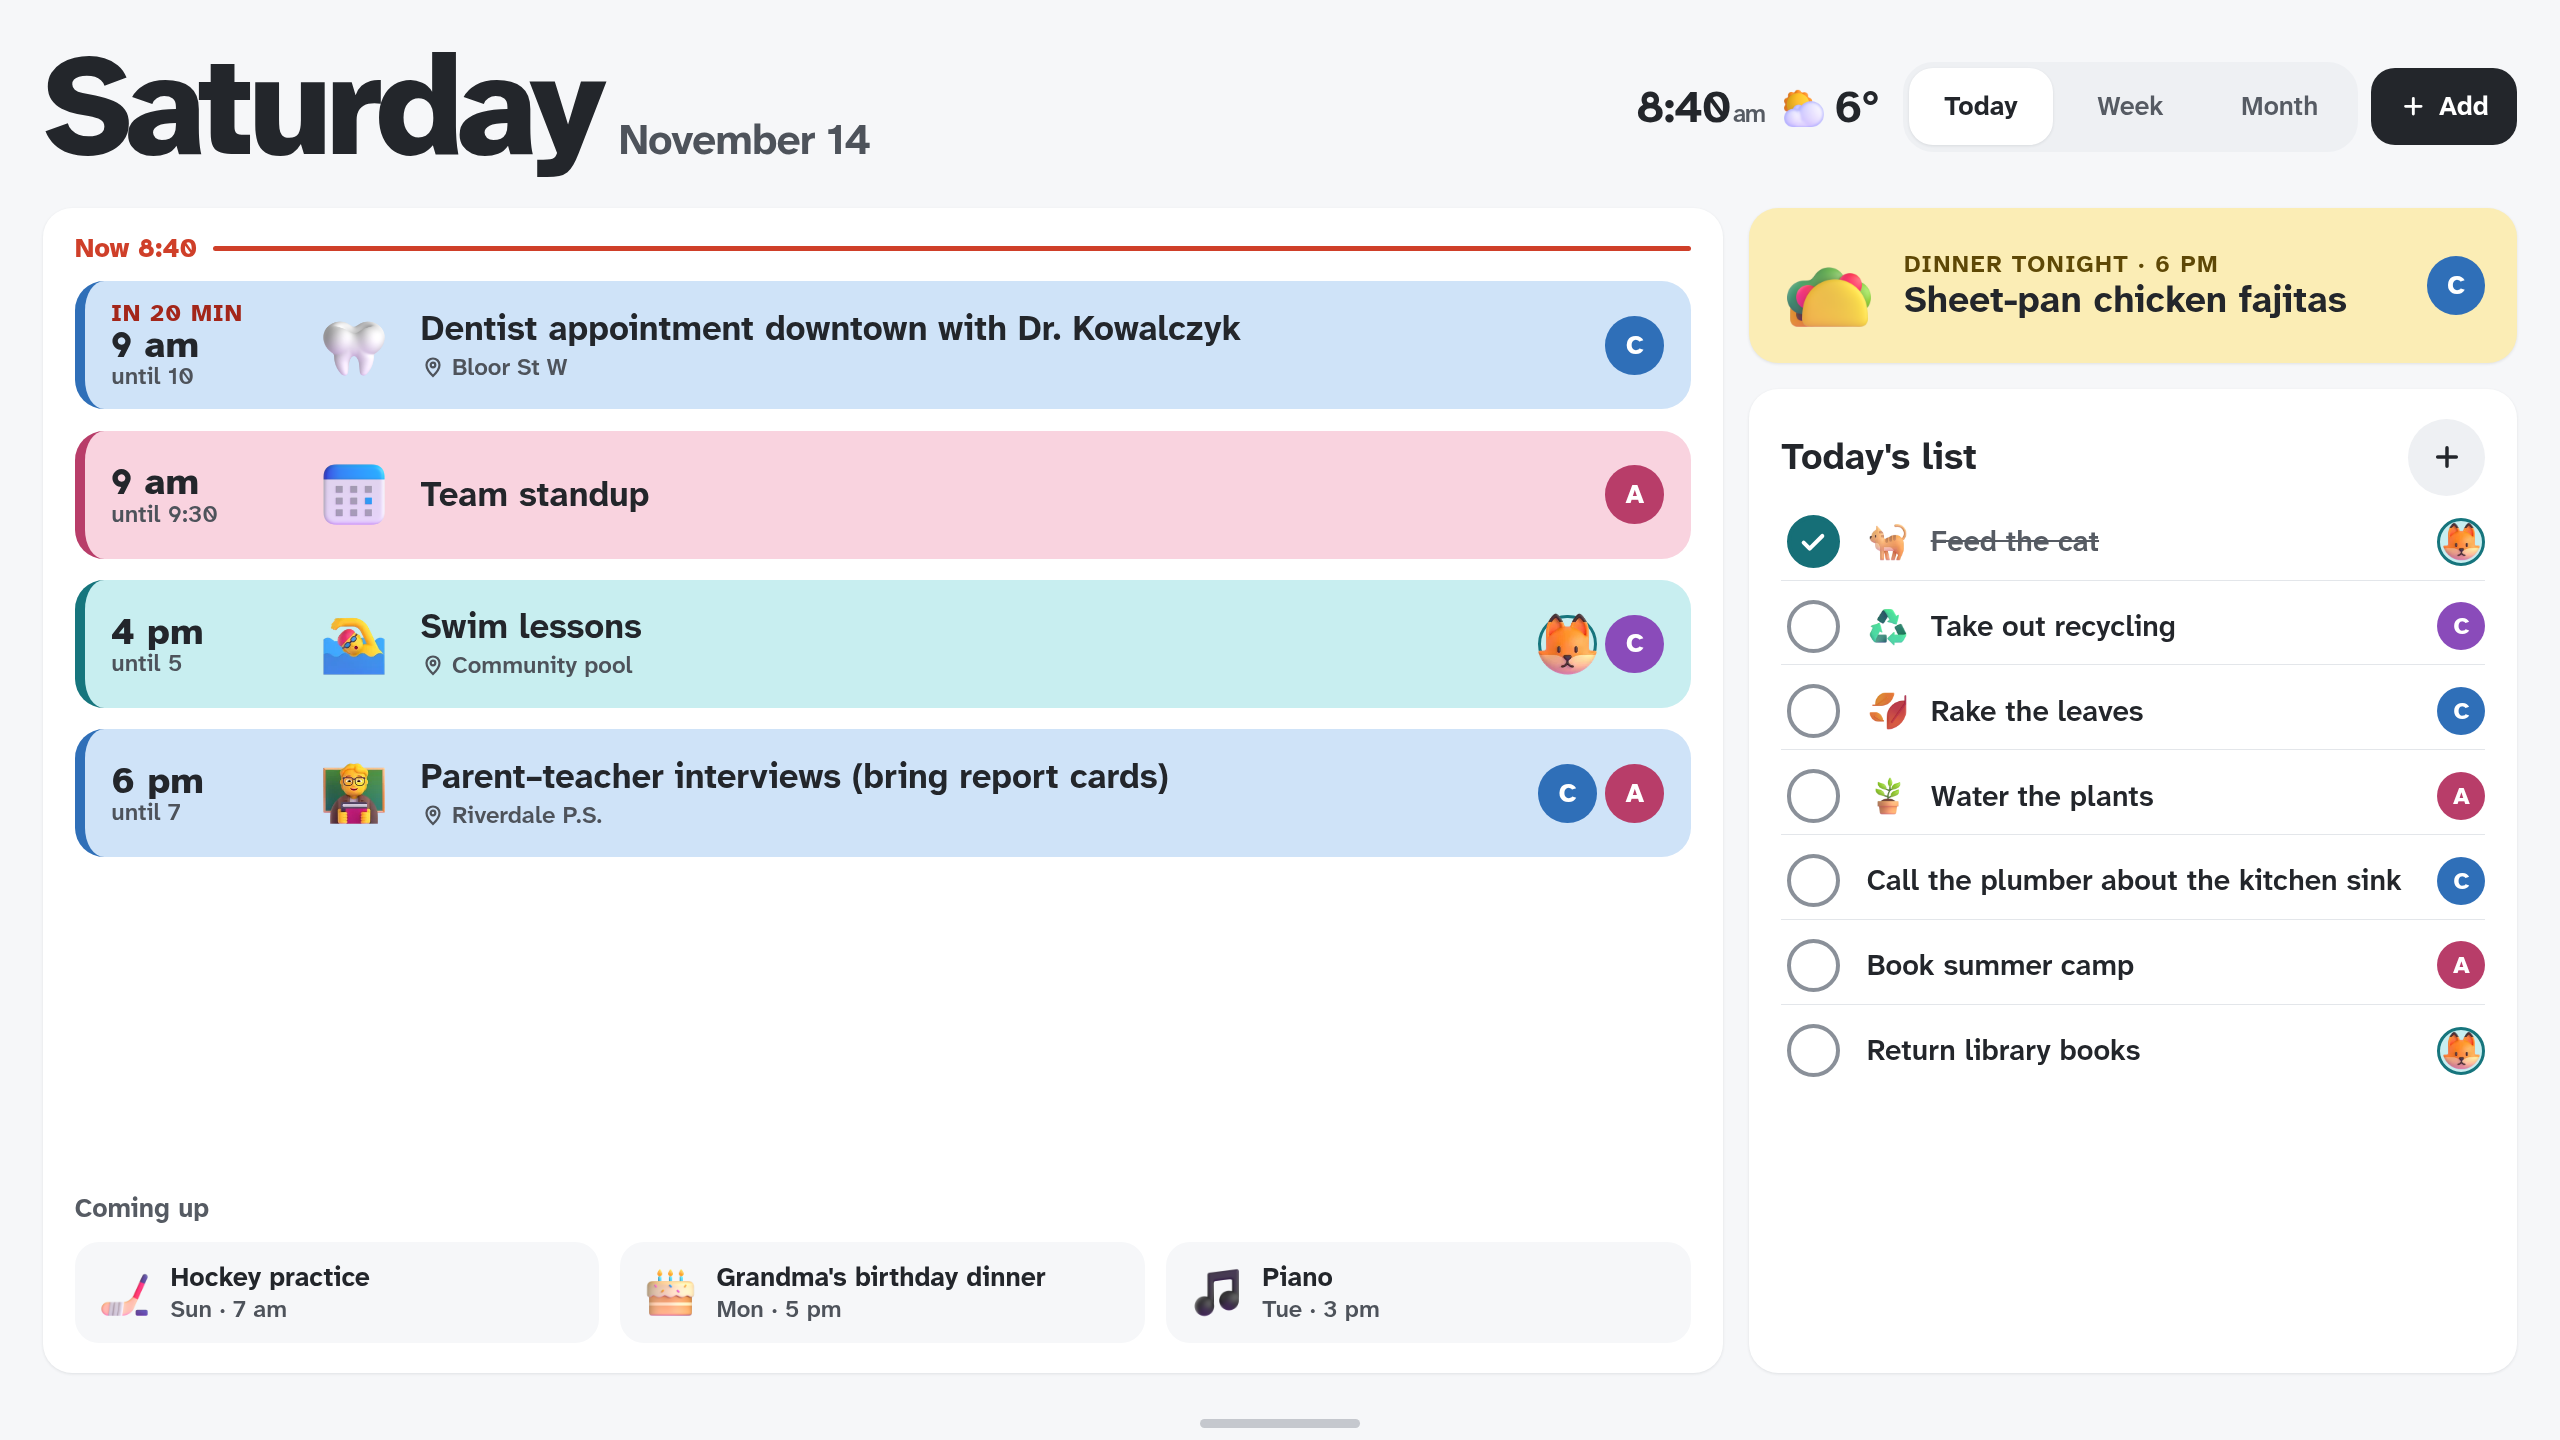 Saturday November 14
8:40 am 6°
Today
Week
Month
+ Add
Now 8:40
IN 20 MIN
9 am
until 10
Dentist appointment downtown with Dr. Kowalczyk
Bloor St W
C
9 am
until 9:30
Team standup
A
4 pm
until 5
Swim lessons
Community pool
C
6 pm
until 7
Parent–teacher interviews (bring report cards)
Riverdale P.S.
C
A
Coming up
Hockey practice
Sun · 7 am
Grandma's birthday dinner
Mon · 5 pm
Piano
Tue · 3 pm
DINNER TONIGHT · 6 PM
Sheet-pan chicken fajitas
C
Today's list
+
Feed the cat
Take out recycling
C
Rake the leaves
C
Water the plants
A
Call the plumber about the kitchen sink
C
Book summer camp
A
Return library books